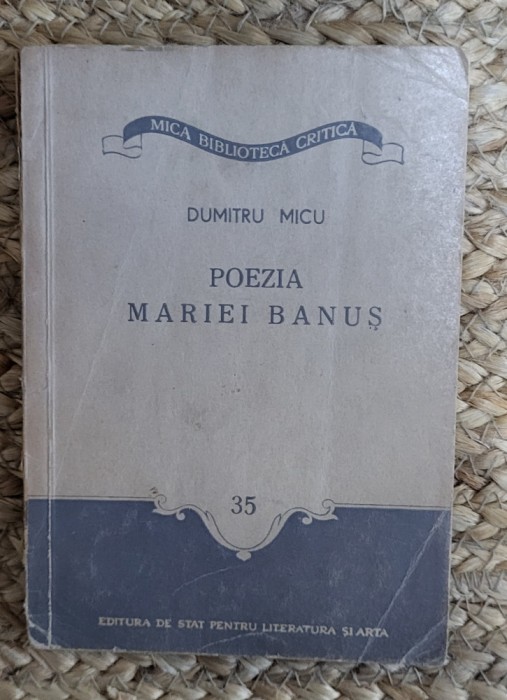 MICA BIBLIOTECĂ CRITICĂ
DUMITRU MICU
POEZIA
MARIEI BANUȘ
35
EDITURA DE STAT PENTRU LITERATURĂ ȘI ARTĂ